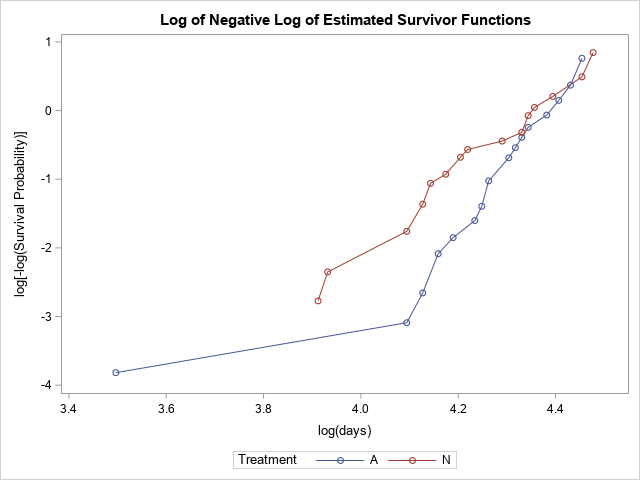 Log of Negative Log of Estimated Survivor Functions
log[-log(Survival Probability)]
1
0
-1
-2
-3
-4
3.4 3.6 3.8 4.0 4.2 4.4
log(days)
Treatment A N